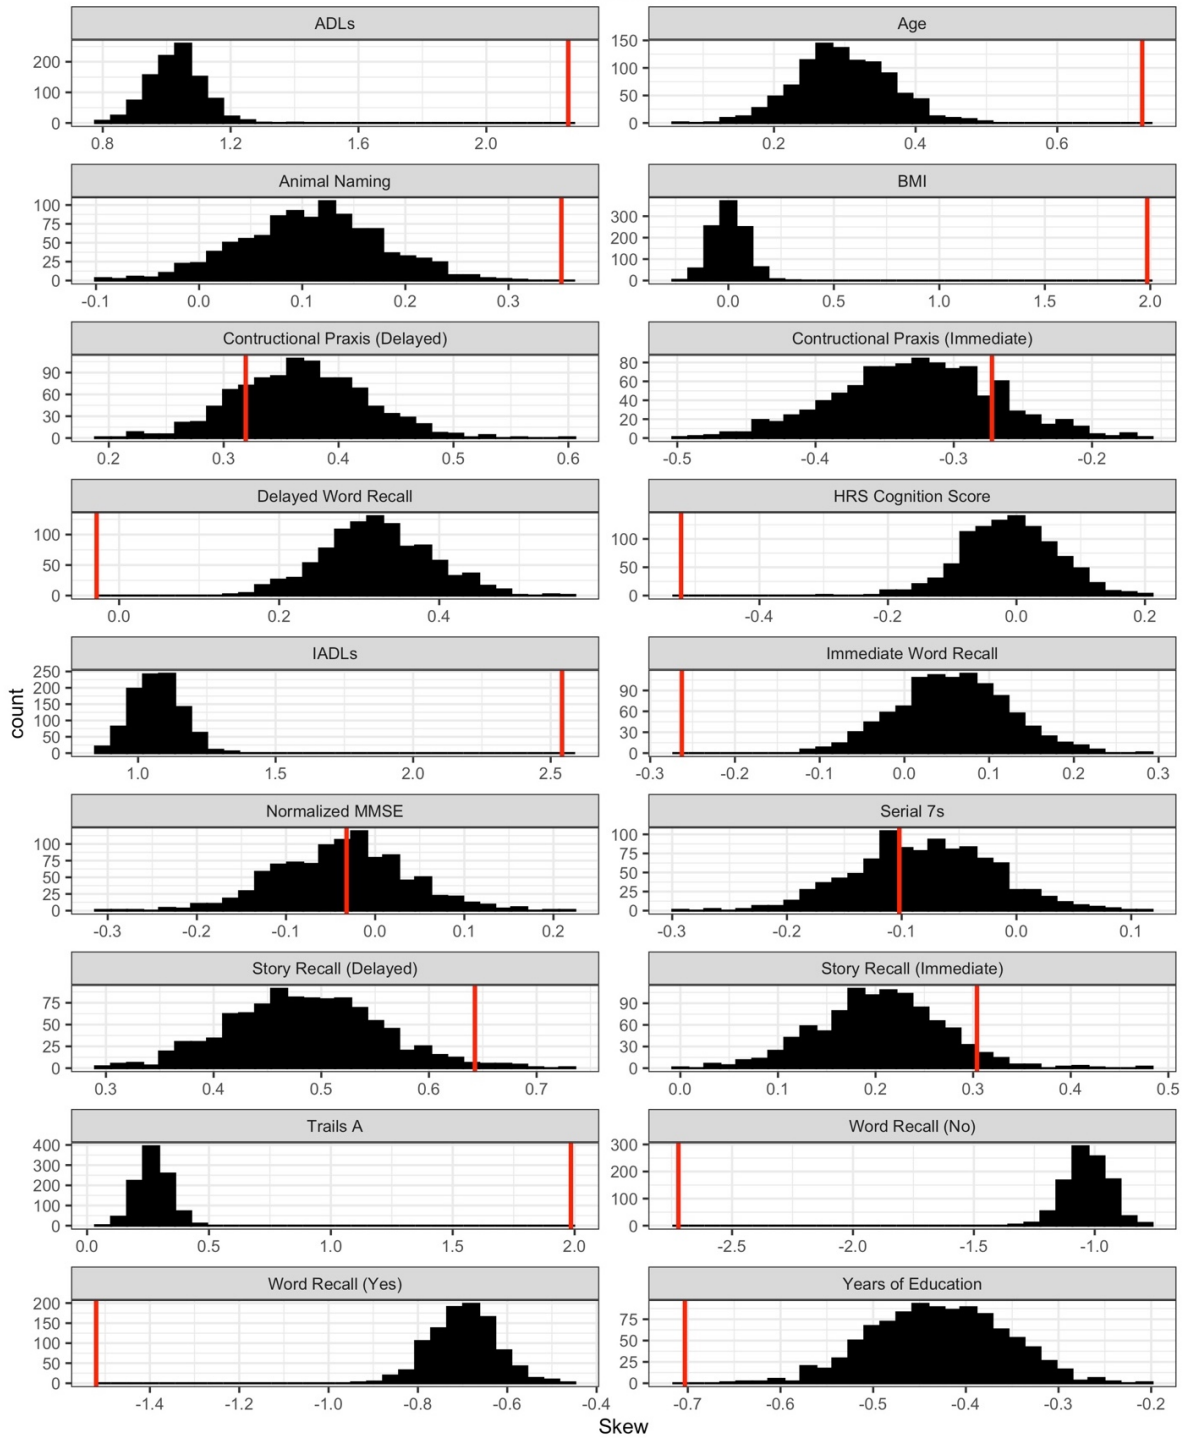 ADLs
200
100
0
0.8 1.2 1.6 2.0
Age
150
100
50
0
0.2 0.4 0.6
Animal Naming
100
75
50
25
0
-0.1 0.0 0.1 0.2 0.3
BMI
300
200
100
0
0.0 0.5 1.0 1.5 2.0
Contructional Praxis (Delayed)
90
60
30
0
0.2 0.3 0.4 0.5 0.6
Contructional Praxis (Immediate)
80
60
40
20
0
-0.5 -0.4 -0.3 -0.2
Delayed Word Recall
100
50
0
0.0 0.2 0.4
HRS Cognition Score
100
50
0
-0.4 -0.2 0.0 0.2
IADLs
250
200
150
100
50
0
1.0 1.5 2.0 2.5
Immediate Word Recall
90
60
30
0
-0.3 -0.2 -0.1 0.0 0.1 0.2 0.3
count
Normalized MMSE
100
75
50
25
0
-0.3 -0.2 -0.1 0.0 0.1 0.2
Serial 7s
100
75
50
25
0
-0.3 -0.2 -0.1 0.0 0.1
Story Recall (Delayed)
75
50
25
0
0.3 0.4 0.5 0.6 0.7
Story Recall (Immediate)
90
60
30
0
0.0 0.1 0.2 0.3 0.4 0.5
Trails A
400
300
200
100
0
0.0 0.5 1.0 1.5 2.0
Word Recall (No)
300
200
100
0
-2.5 -2.0 -1.5 -1.0
Word Recall (Yes)
200
150
100
50
0
-1.4 -1.2 -1.0 -0.8 -0.6 -0.4
Years of Education
75
50
25
0
-0.7 -0.6 -0.5 -0.4 -0.3 -0.2
Skew